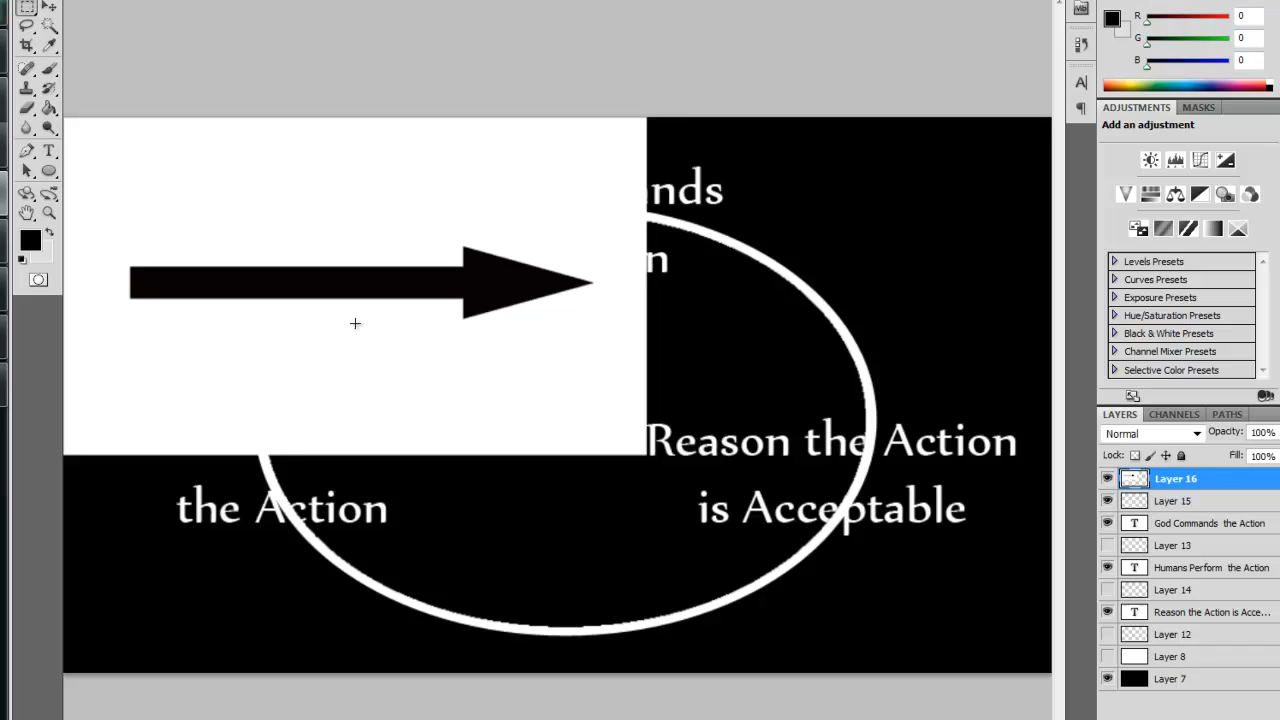 R 0
G 0
B 0
ADJUSTMENTS MASKS
Add an adjustment
Levels Presets
Curves Presets
Exposure Presets
Hue/Saturation Presets
Black & White Presets
Channel Mixer Presets
Selective Color Presets
LAYERS CHANNELS PATHS
Normal Opacity: 100%
Lock: Fill: 100%
Layer 16
Layer 15
T God Commands the Action
Layer 13
T Humans Perform the Action
Layer 14
T Reason the Action is Acce...
Layer 12
Layer 8
Layer 7
nds
n
Reason the Action
is Acceptable
the Action